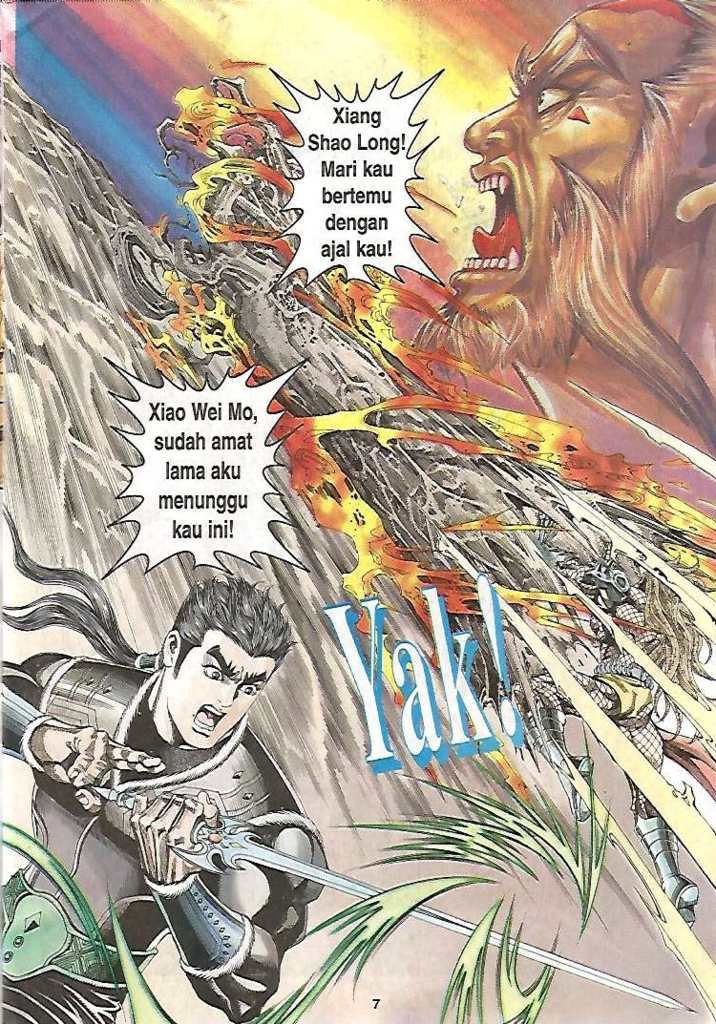 Xiang
Shao Long!
Mari kau
bertemu
dengan
ajal kau!
Xiao Wei Mo,
sudah amat
lama aku
menunggu
kau ini!
Yak!
7